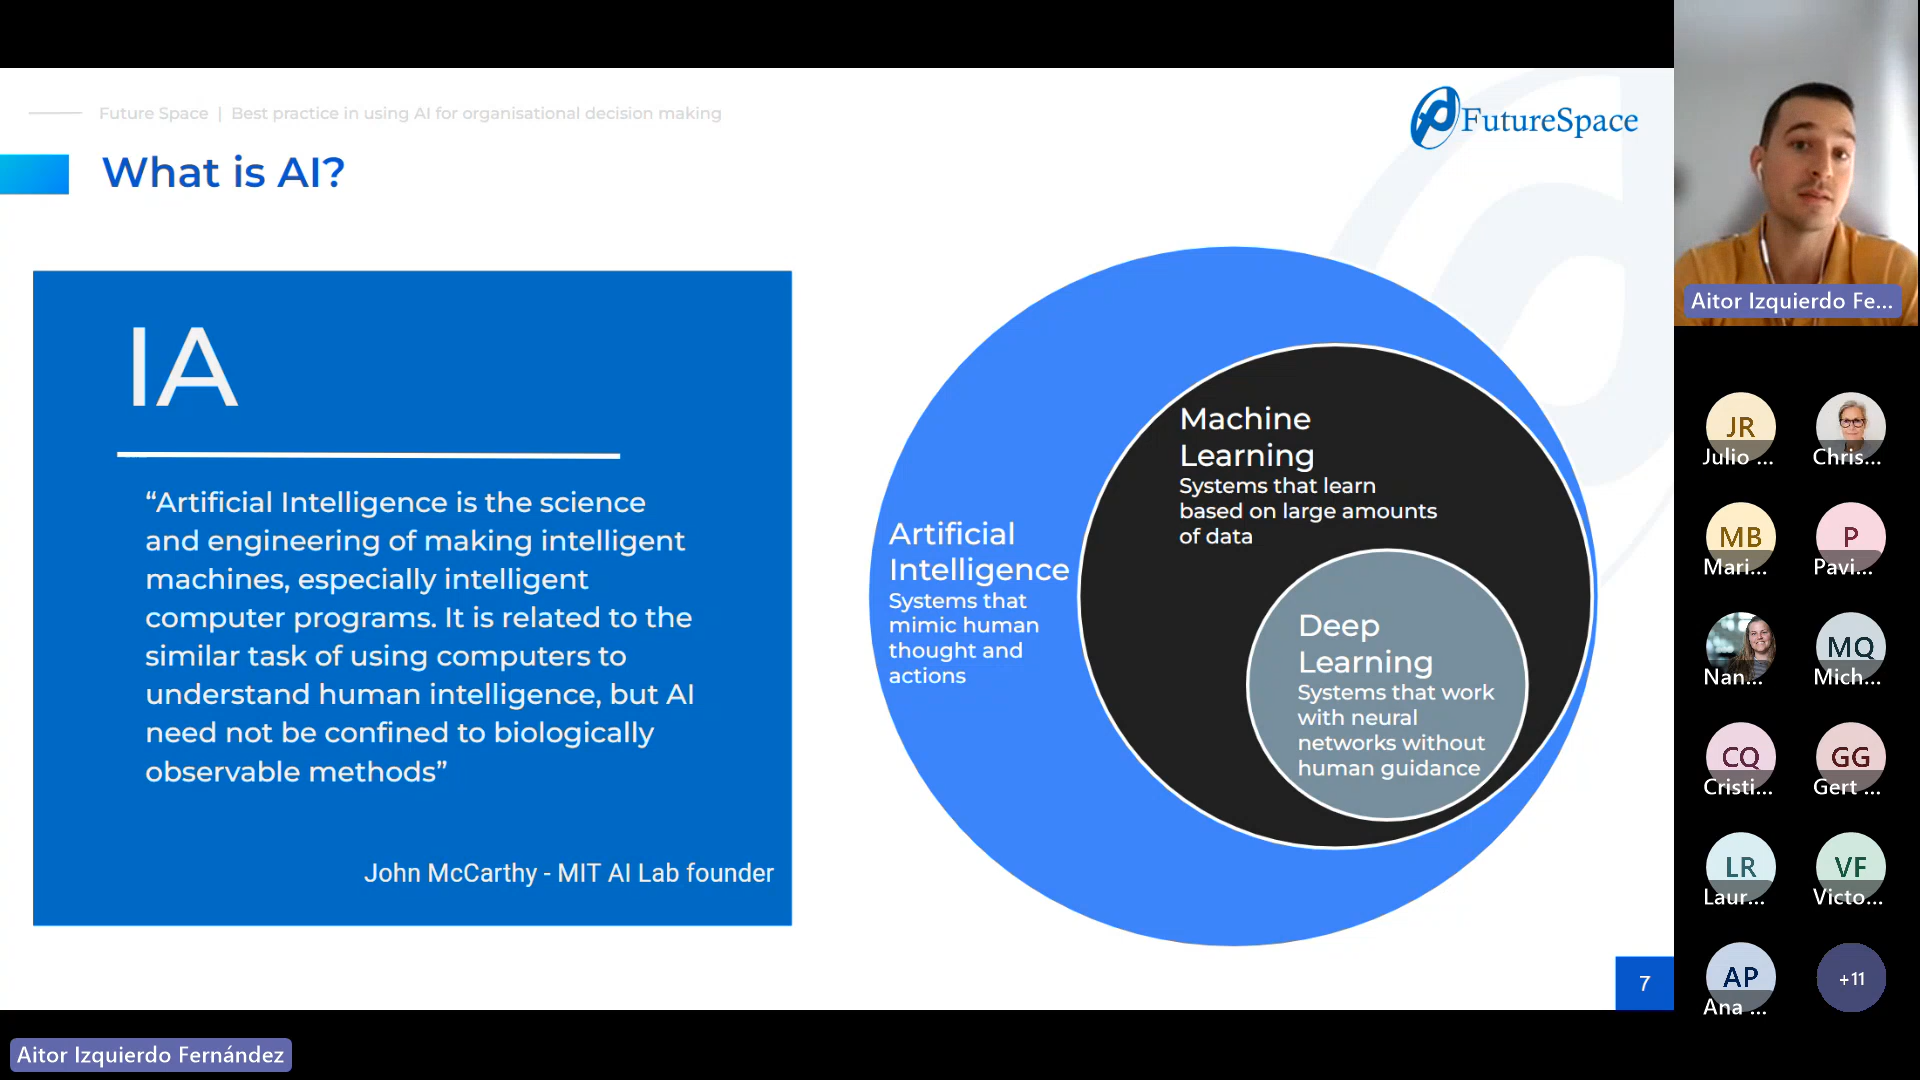 Future Space | Best practice in using AI for organisational decision making
FutureSpace
What is AI?
IA
“Artificial Intelligence is the science
and engineering of making intelligent
machines, especially intelligent
computer programs. It is related to the
similar task of using computers to
understand human intelligence, but AI
need not be confined to biologically
observable methods”
John McCarthy - MIT AI Lab founder
Artificial
Intelligence
Systems that
mimic human
thought and
actions
Machine
Learning
Systems that learn
based on large amounts
of data
Deep
Learning
Systems that work
with neural
networks without
human guidance
7
Aitor Izquierdo Fe...
JR
Julio ...
Chris...
MB
Mari...
P
Pavi...
Nan...
MQ
Mich...
CQ
Cristi...
GG
Gert ...
LR
Laur...
VF
Victo...
AP
Ana ...
+11
Aitor Izquierdo Fernández